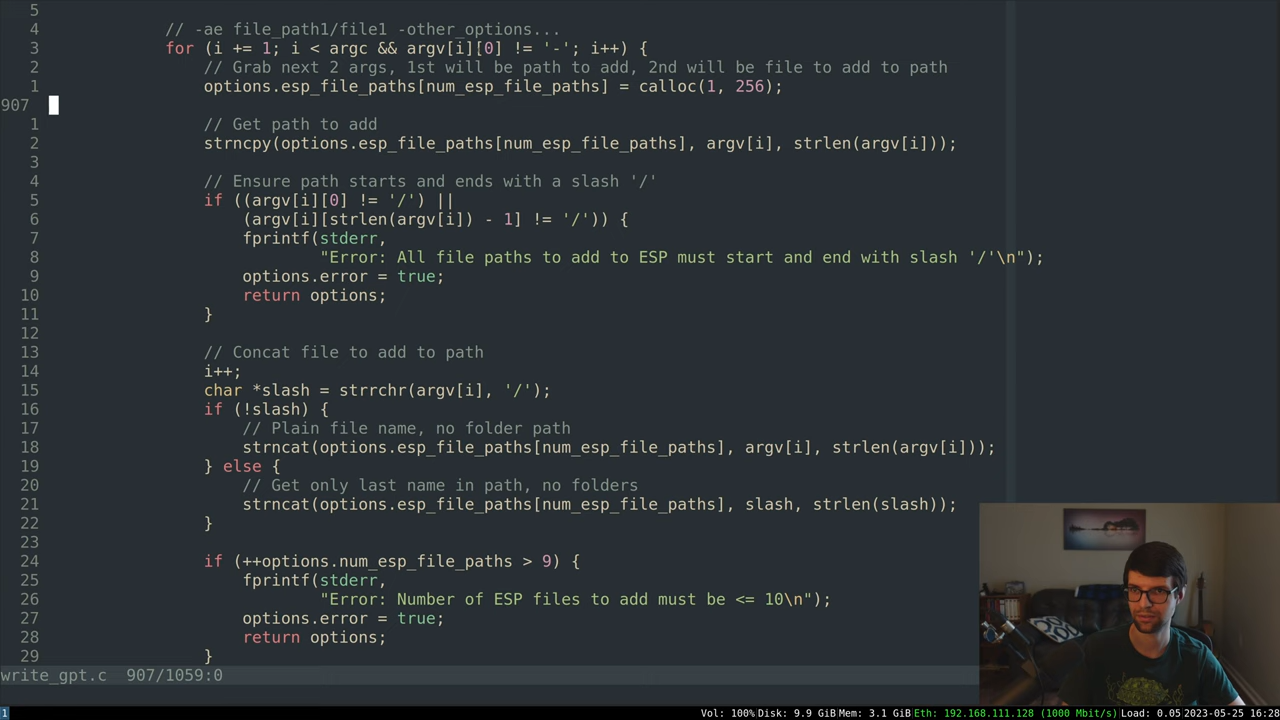 5
4 // -ae file_path1/file1 -other_options...
3 for (i += 1; i < argc && argv[i][0] != '-'; i++) {
2 // Grab next 2 args, 1st will be path to add, 2nd will be file to add to path
1 options.esp_file_paths[num_esp_file_paths] = calloc(1, 256);
907
1 // Get path to add
2 strncpy(options.esp_file_paths[num_esp_file_paths], argv[i], strlen(argv[i]));
3
4 // Ensure path starts and ends with a slash '/'
5 if ((argv[i][0] != '/') ||
6 (argv[i][strlen(argv[i]) - 1] != '/')) {
7 fprintf(stderr,
8 "Error: All file paths to add to ESP must start and end with slash '/'\n");
9 options.error = true;
10 return options;
11 }
12
13 // Concat file to add to path
14 i++;
15 char *slash = strrchr(argv[i], '/');
16 if (!slash) {
17 // Plain file name, no folder path
18 strncat(options.esp_file_paths[num_esp_file_paths], argv[i], strlen(argv[i]));
19 } else {
20 // Get only last name in path, no folders
21 strncat(options.esp_file_paths[num_esp_file_paths], slash, strlen(slash));
22 }
23
24 if (++options.num_esp_file_paths > 9) {
25 fprintf(stderr,
26 "Error: Number of ESP files to add must be <= 10\n");
27 options.error = true;
28 return options;
29 }
write_gpt.c 907/1059:0
1 Vol: 100% Disk: 9.9 GiB Mem: 3.1 GiB Eth: 192.168.111.128 (1000 Mbit/s) Load: 0.05 2023-05-25 16:28